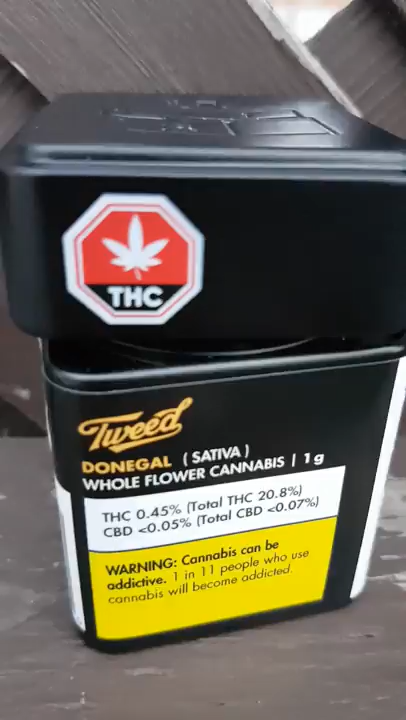 THC
Tweed
DONEGAL (SATIVA)
WHOLE FLOWER CANNABIS | 1 g
THC 0.45% (Total THC 20.8%)
CBD <0.05% (Total CBD <0.07%)
WARNING: Cannabis can be
addictive. 1 in 11 people who use
cannabis will become addicted.